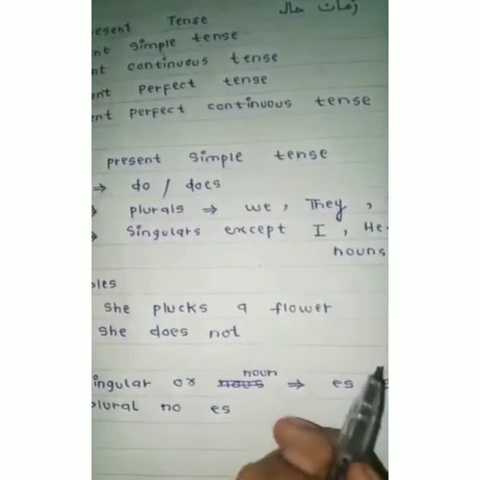 resent Tense زمان حال
nt simple tense
nt continuous tense
ent perfect tense
ent perfect continuous tense
present simple tense
⇒ do / does
plurals ⇒ we, They,
singulars except I, He
nouns
ples
she plucks a flower
she does not
noun
ingular or ⇒ es
plural no es